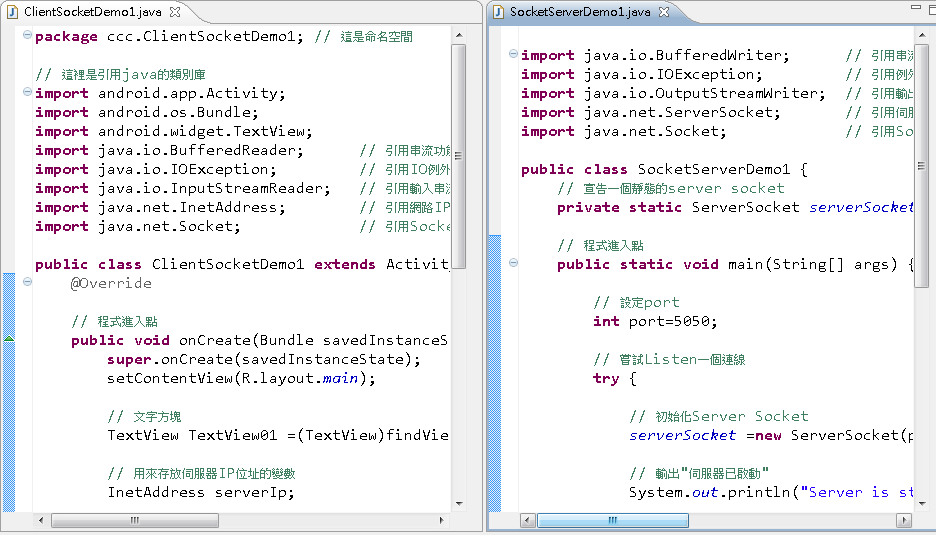 ClientSocketDemo1.java
package ccc.ClientSocketDemo1; // 這是命名空間
// 這裡是引用java的類別庫
import android.app.Activity;
import android.os.Bundle;
import android.widget.TextView;
import java.io.BufferedReader; // 引用串流功能
import java.io.IOException; // 引用IO例外
import java.io.InputStreamReader; // 引用輸入串流
import java.net.InetAddress; // 引用網路IP
import java.net.Socket; // 引用Socke
public class ClientSocketDemo1 extends Activit
@Override
// 程式進入點
public void onCreate(Bundle savedInstanceS
super.onCreate(savedInstanceState);
setContentView(R.layout.main);
// 文字方塊
TextView TextView01 =(TextView)findVie
// 用來存放伺服器IP位址的變數
InetAddress serverIp;
SocketServerDemo1.java
import java.io.BufferedWriter; // 引用串流
import java.io.IOException; // 引用例外
import java.io.OutputStreamWriter; // 引用輸出
import java.net.ServerSocket; // 引用伺服
import java.net.Socket; // 引用So
public class SocketServerDemo1 {
// 宣告一個靜態的server socket
private static ServerSocket serverSocket
// 程式進入點
public static void main(String[] args) {
// 設定port
int port=5050;
// 嘗試Listen一個連線
try {
// 初始化Server Socket
serverSocket =new ServerSocket(p
// 輸出"伺服器已啟動"
System.out.println("Server is st